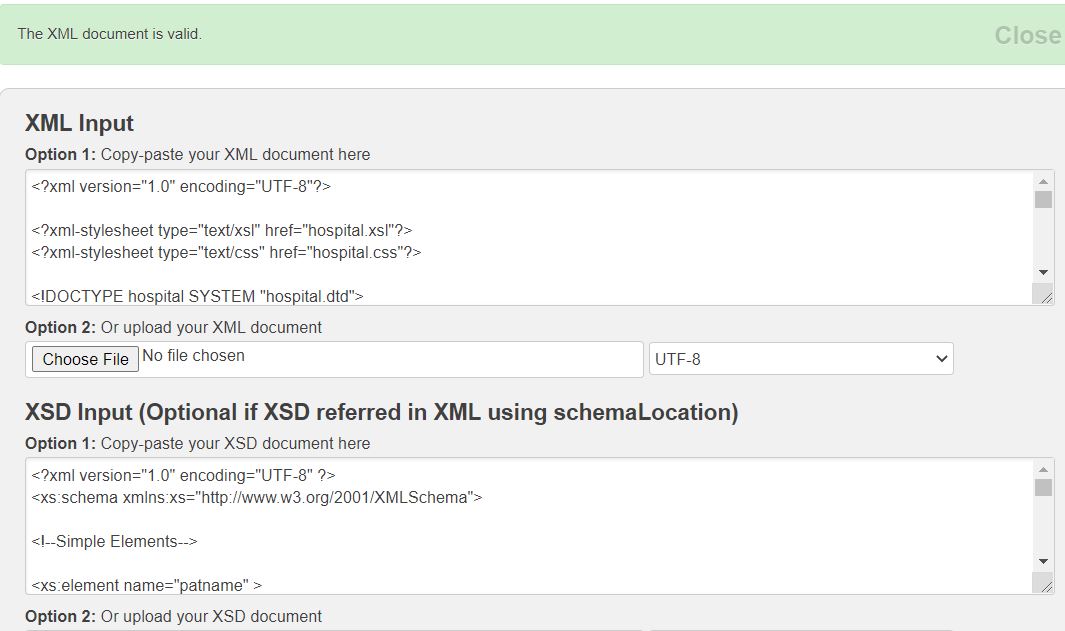 The XML document is valid.
Close
XML Input
Option 1: Copy-paste your XML document here
<?xml version="1.0" encoding="UTF-8"?>
<?xml-stylesheet type="text/xsl" href="hospital.xsl"?>
<?xml-stylesheet type="text/css" href="hospital.css"?>
<!DOCTYPE hospital SYSTEM "hospital.dtd">
Option 2: Or upload your XML document
Choose File No file chosen UTF-8
XSD Input (Optional if XSD referred in XML using schemaLocation)
Option 1: Copy-paste your XSD document here
<?xml version="1.0" encoding="UTF-8" ?>
<xs:schema xmlns:xs="http://www.w3.org/2001/XMLSchema">
<!--Simple Elements-->
<xs:element name="patname" >
Option 2: Or upload your XSD document